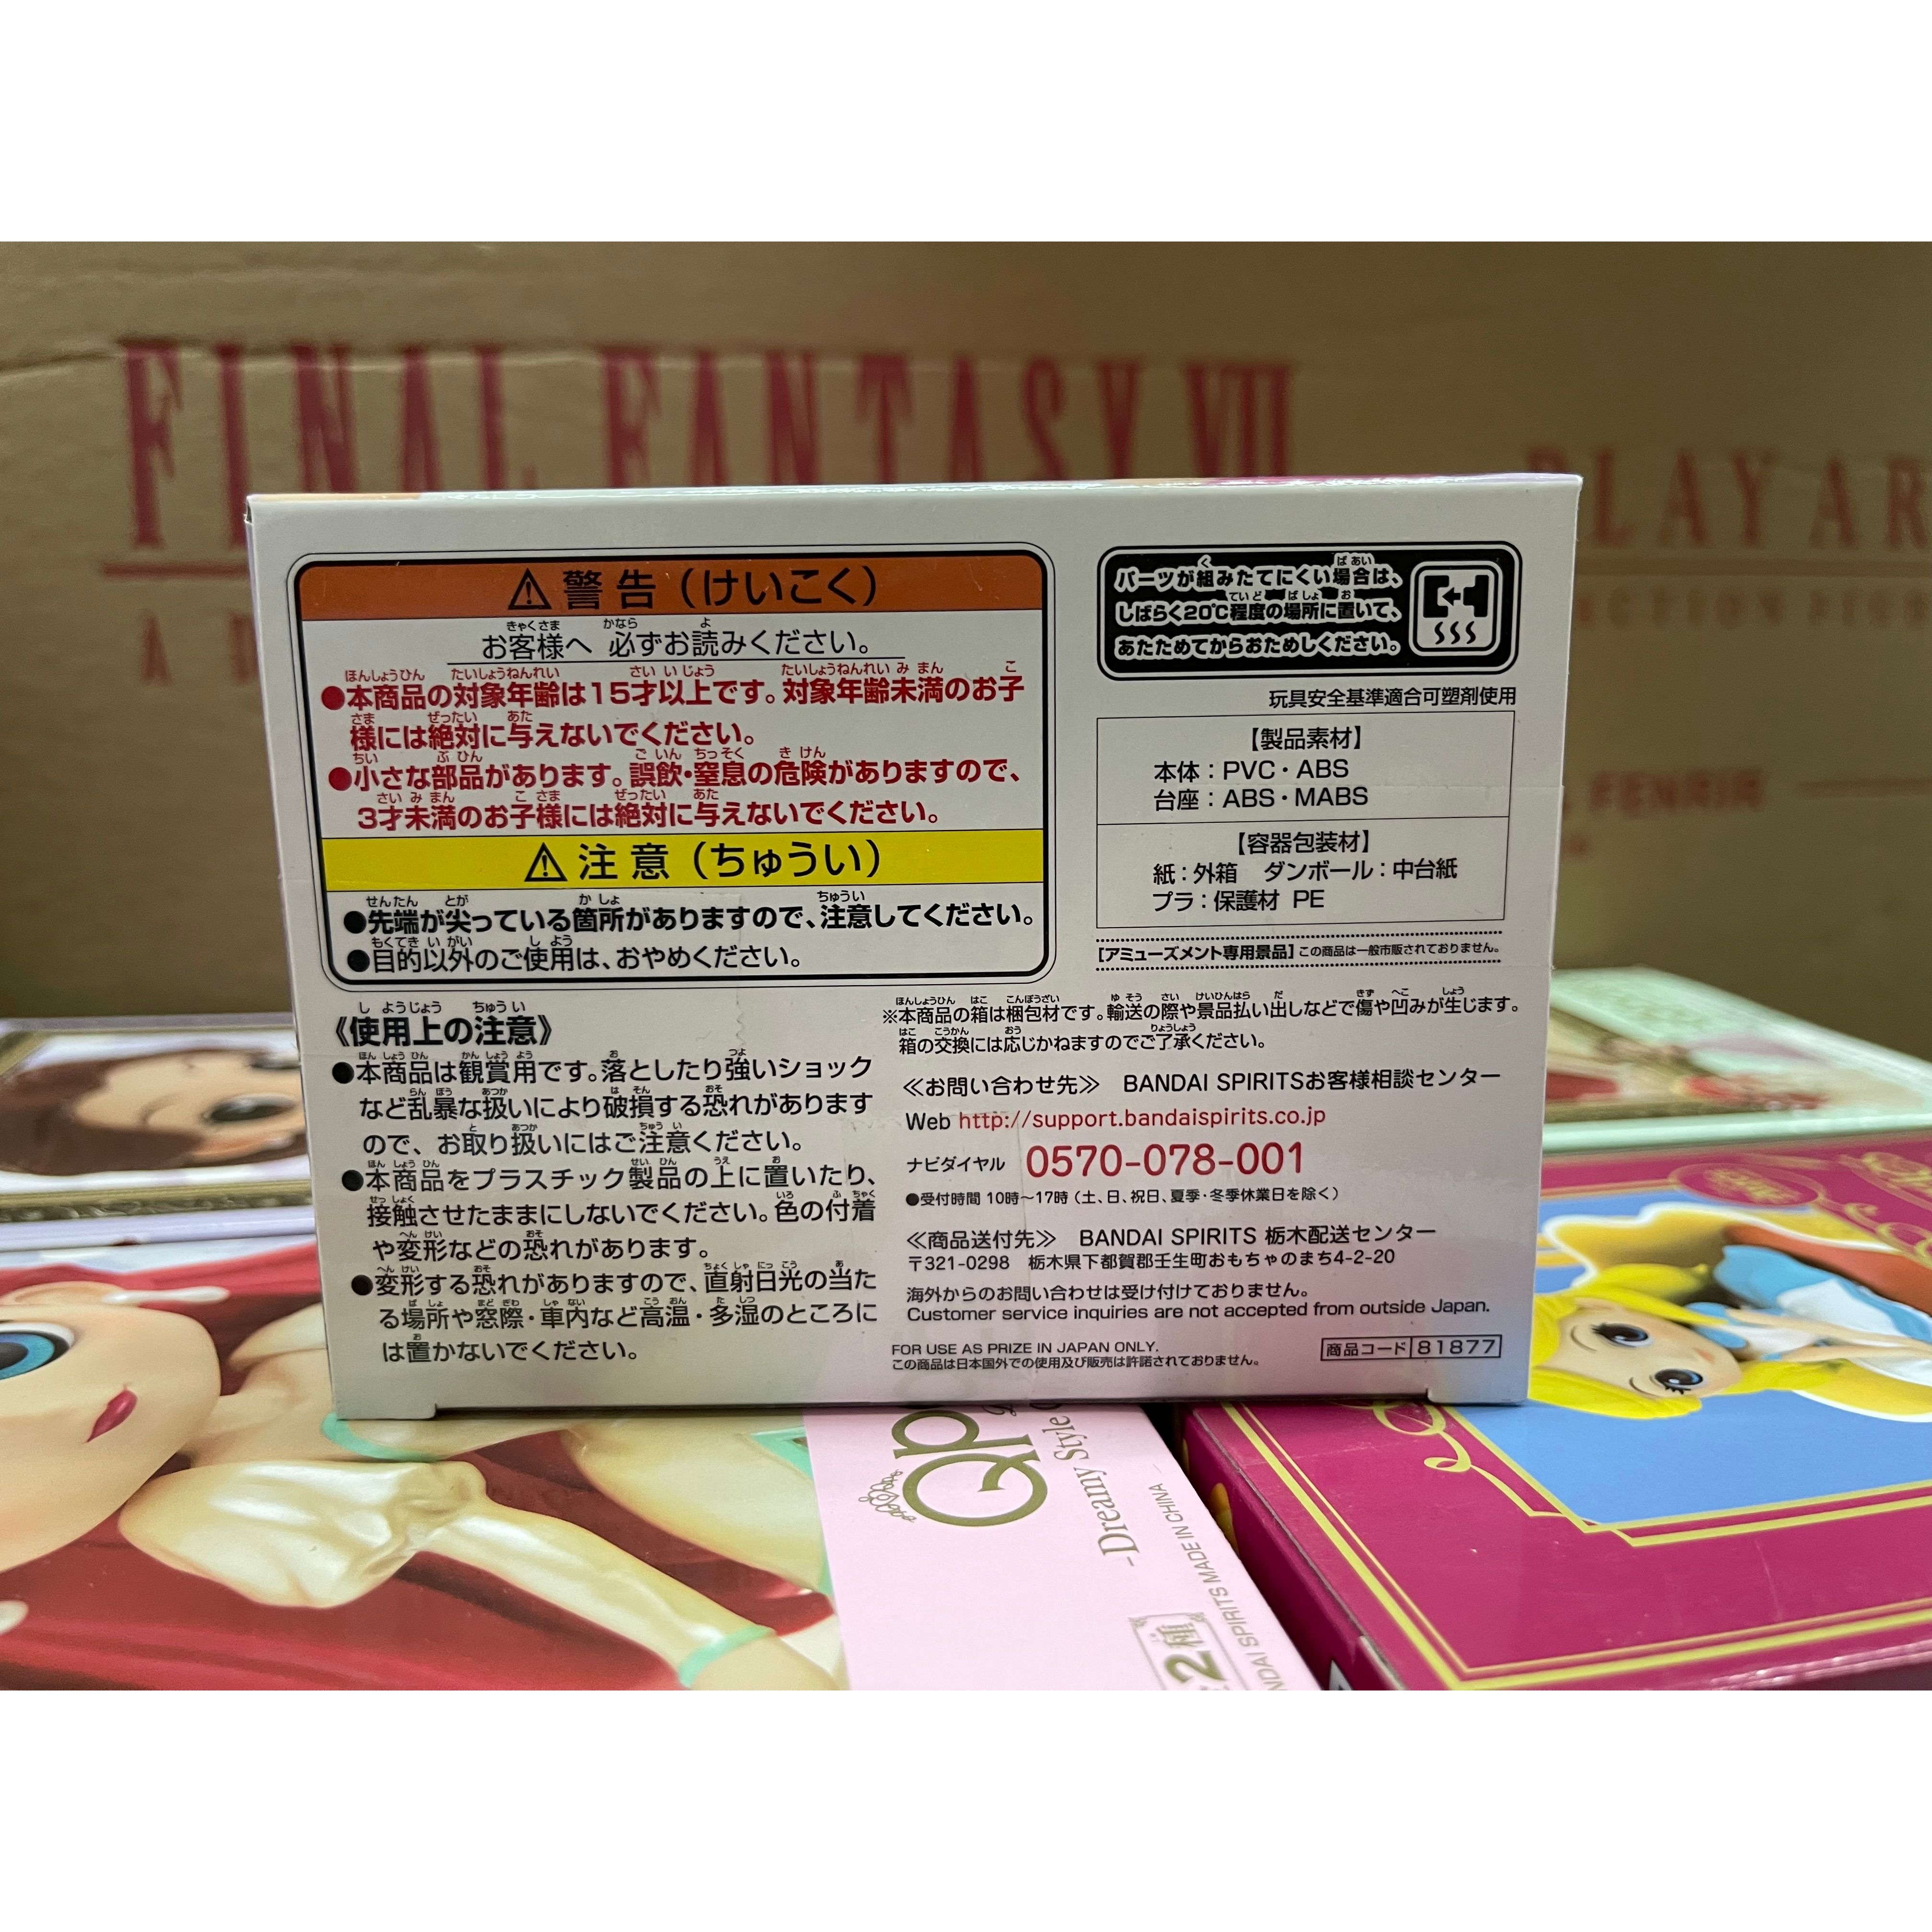 FINAL FANTASY VII
PLAY AR
警告(けいこく)
お客様へ 必ずお読みください。
●本商品の対象年齢は15才以上です。対象年齢未満のお子
様には絶対に与えないでください。
●小さな部品があります。誤飲・窒息の危険がありますので、
3才未満のお子様には絶対に与えないでください。
注意(ちゅうい)
●先端が尖っている箇所がありますので、注意してください。
●目的以外のご使用は、おやめください。
《使用上の注意》
●本商品は観賞用です。落としたり強いショック
など乱暴な扱いにより破損する恐れがあります
ので、お取り扱いにはご注意ください。
●本商品をプラスチック製品の上に置いたり、
接触させたままにしないでください。色の付着
や変形などの恐れがあります。
●変形する恐れがありますので、直射日光の当た
る場所や窓際・車内など高温・多湿のところに
は置かないでください。
パーツが組みたてにくい場合は、
しばらく20℃程度の場所に置いて、
あたためてからおためしください。
玩具安全基準適合可塑剤使用
【製品素材】
本体:PVC・ABS
台座:ABS・MABS
【容器包装材】
紙:外箱 ダンボール:中台紙
プラ:保護材 PE
[アミューズメント専用景品] この商品は一般市販されておりません。
※本商品の箱は梱包材です。輸送の際や景品払い出しなどで傷や凹みが生じます。
箱の交換には応じかねますのでご了承ください。
≪お問い合わせ先≫ BANDAI SPIRITSお客様相談センター
Web http://support.bandaispirits.co.jp
ナビダイヤル 0570-078-001
●受付時間 10時〜17時(土、日、祝日、夏季・冬季休業日を除く)
≪商品送付先≫ BANDAI SPIRITS 栃木配送センター
〒321-0298 栃木県下都賀郡壬生町おもちゃのまち4-2-20
海外からのお問い合わせは受け付けておりません。
Customer service inquiries are not accepted from outside Japan.
FOR USE AS PRIZE IN JAPAN ONLY.
この商品は日本国外での使用及び販売は許諾されておりません。
商品コード 81877
QP
-Dreamy Style
SPIRITS MADE IN CHINA
2種